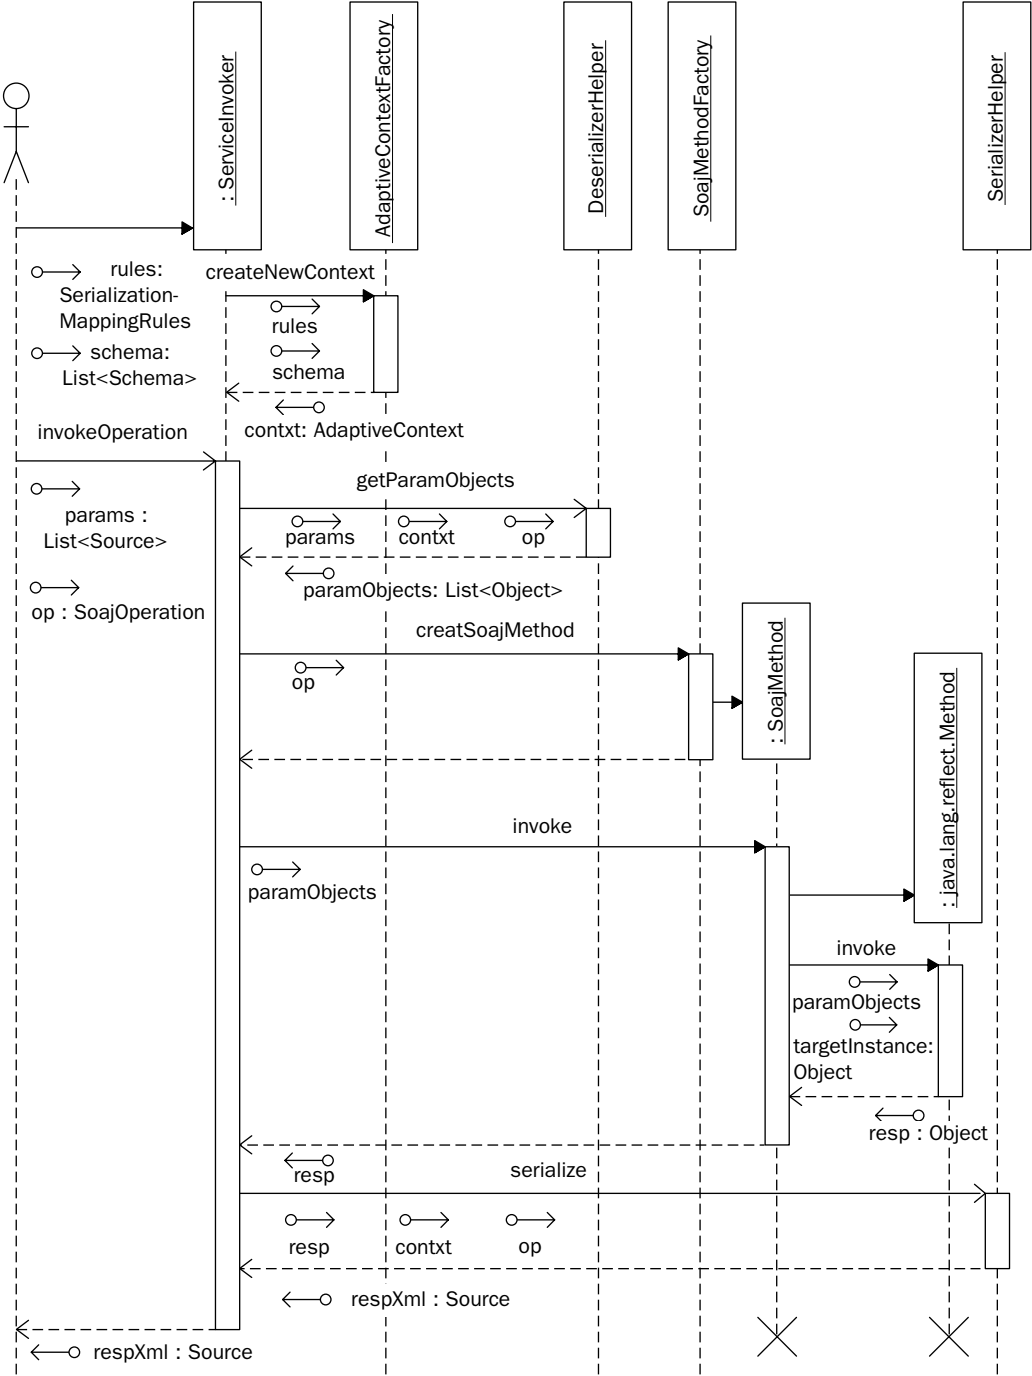 : ServiceInvoker
AdaptiveContextFactory
DeserializerHelper
SoajMethodFactory
SerializerHelper
rules:
Serialization-
MappingRules
schema:
List<Schema>
createNewContext
rules
schema
contxt: AdaptiveContext
invokeOperation
params :
List<Source>
op : SoajOperation
getParamObjects
params
contxt
op
paramObjects: List<Object>
creatSoajMethod
op
: SoajMethod
: java.lang.reflect.Method
invoke
paramObjects
invoke
paramObjects
targetInstance:
Object
resp : Object
resp
serialize
resp
contxt
op
respXml : Source
respXml : Source